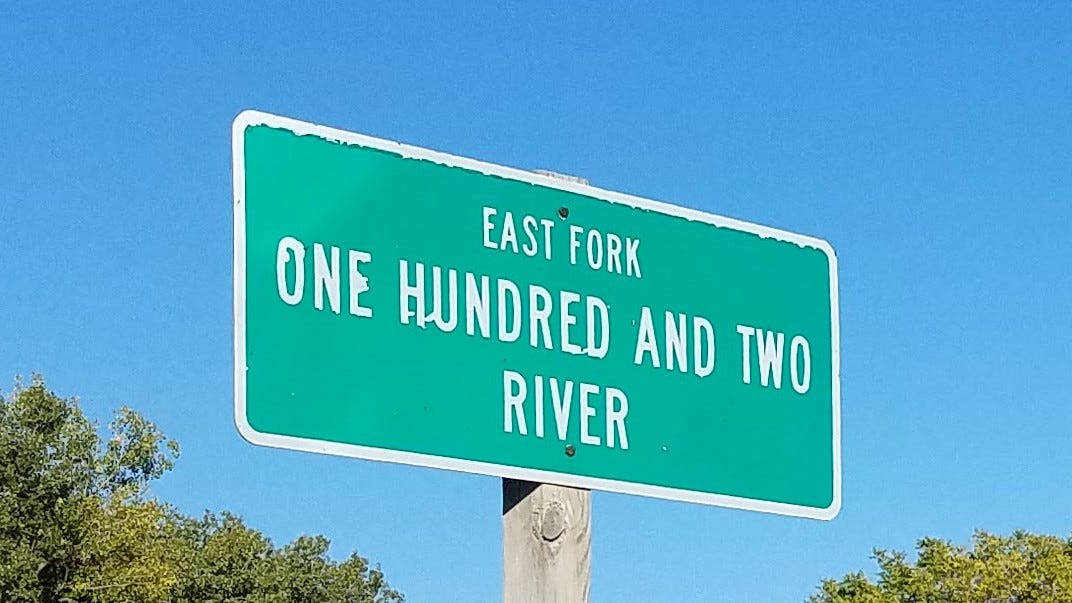 EAST FORK
ONE HUNDRED AND TWO
RIVER